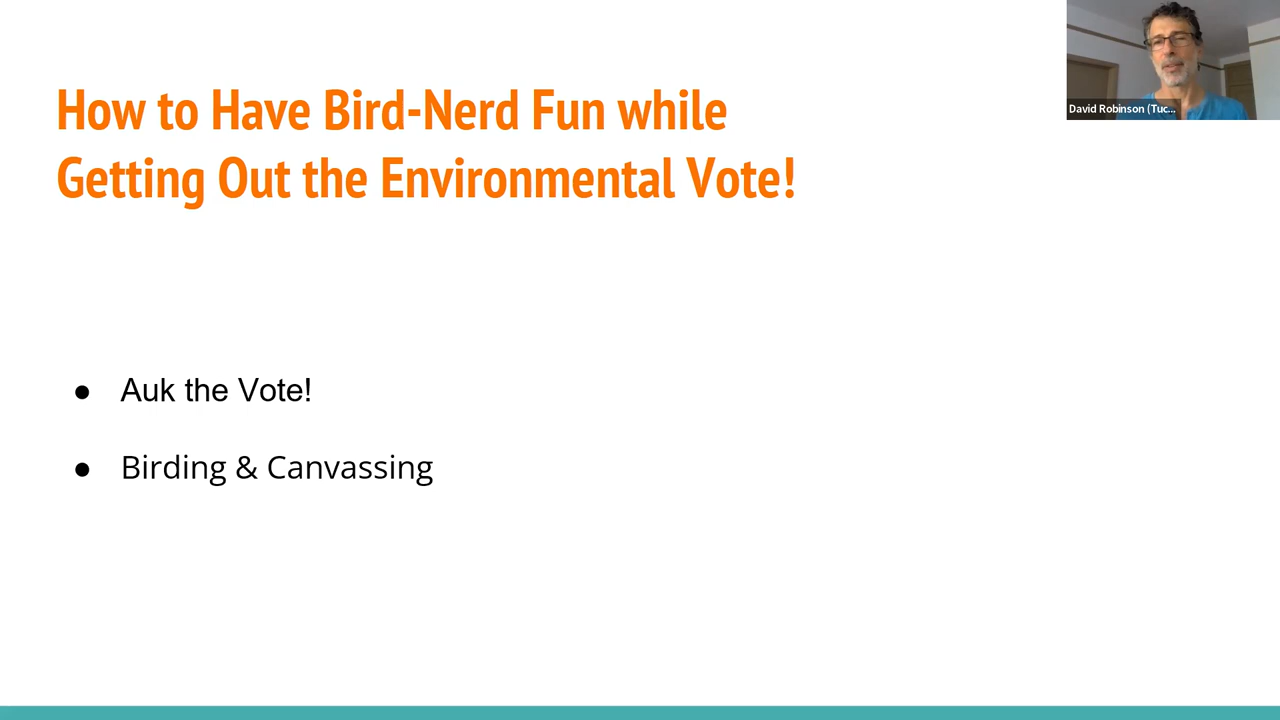 How to Have Bird-Nerd Fun while
Getting Out the Environmental Vote!
● Auk the Vote!
● Birding & Canvassing
David Robinson (Tuc...